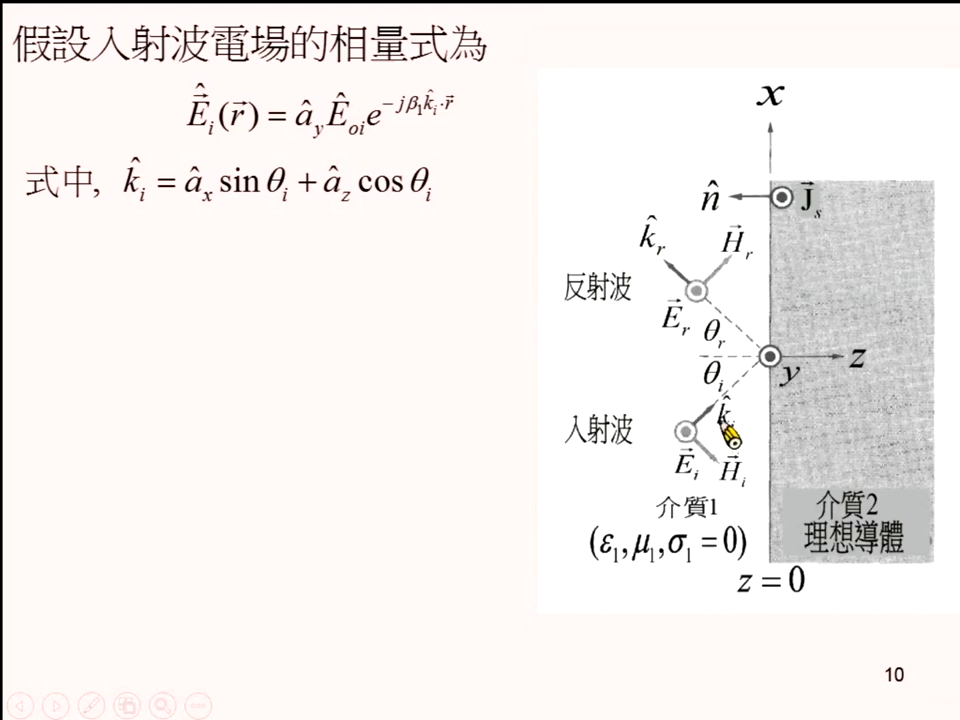 假設入射波電場的相量式為
$\hat{\vec{E}}_i(\vec{r}) = \hat{a}_y \hat{E}_{oi} e^{-j\beta_1 \hat{k}_i \cdot \vec{r}}$
式中, $\hat{k}_i = \hat{a}_x \sin\theta_i + \hat{a}_z \cos\theta_i$
x
$\hat{n}$
$\vec{J}_s$
$\hat{k}_r$
$\vec{H}_r$
反射波
$\vec{E}_r$
$\theta_r$
z
y
$\theta_i$
入射波
$\vec{E}_i$
$\vec{H}_i$
介質1
$(\varepsilon_1, \mu_1, \sigma_1 = 0)$
介質2
理想導體
z = 0
10